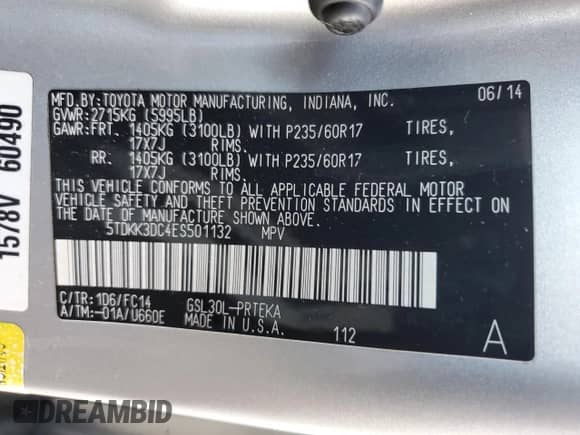 MFD.BY:TOYOTA MOTOR MANUFACTURING, INDIANA, INC. 06/14
GVWR:2715KG (5995LB)
GAWR:FRT. 1405KG (3100LB) WITH P235/60R17 TIRES,
17X7J RIMS.
RR: 1405KG (3100LB) WITH P235/60R17 TIRES,
17X7J RIMS.
THIS VEHICLE CONFORMS TO ALL APPLICABLE FEDERAL MOTOR
VEHICLE SAFETY AND THEFT PREVENTION STANDARDS IN EFFECT ON
THE DATE OF MANUFACTURE SHOWN ABOVE.
5TDKK3DC4ES501132 MPV
C/TR:1D6/FC14 GSL30L-PRTEKA
A/TM:-01A/U660E MADE IN U.S.A. 112 A
1578V 60490
DREAMBID